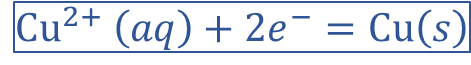 Cu²⁺ (aq) + 2e⁻ = Cu(s)